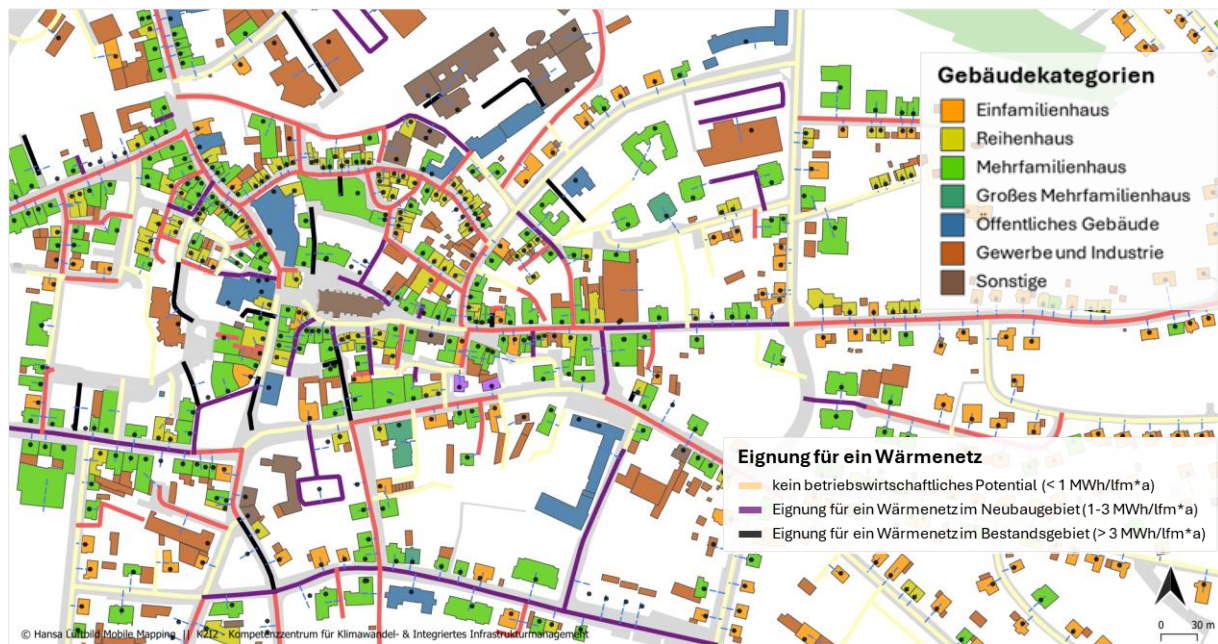 Gebäudekategorien
Einfamilienhaus
Reihenhaus
Mehrfamilienhaus
Großes Mehrfamilienhaus
Öffentliches Gebäude
Gewerbe und Industrie
Sonstige
Eignung für ein Wärmenetz
kein betriebswirtschaftliches Potential (< 1 MWh/lfm*a)
Eignung für ein Wärmenetz im Neubaugebiet (1-3 MWh/lfm*a)
Eignung für ein Wärmenetz im Bestandsgebiet (> 3 MWh/lfm*a)
0 30 m
© Hansa Luftbild Mobile Mapping || K2I2 - Kompetenzzentrum für Klimawandel- & Integriertes Infrastrukturmanagement